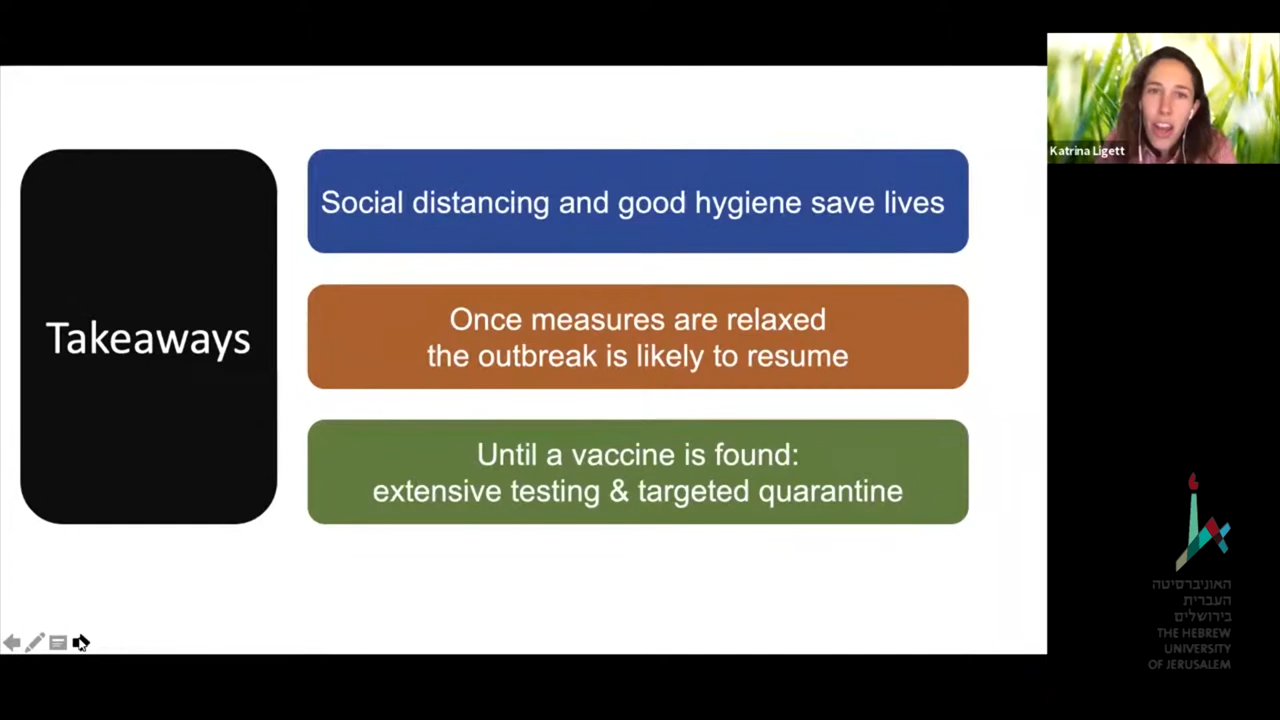 Katrina Ligett
Takeaways
Social distancing and good hygiene save lives
Once measures are relaxed
the outbreak is likely to resume
Until a vaccine is found:
extensive testing & targeted quarantine
האוניברסיטה
העברית
בירושלים
THE HEBREW
UNIVERSITY
OF JERUSALEM